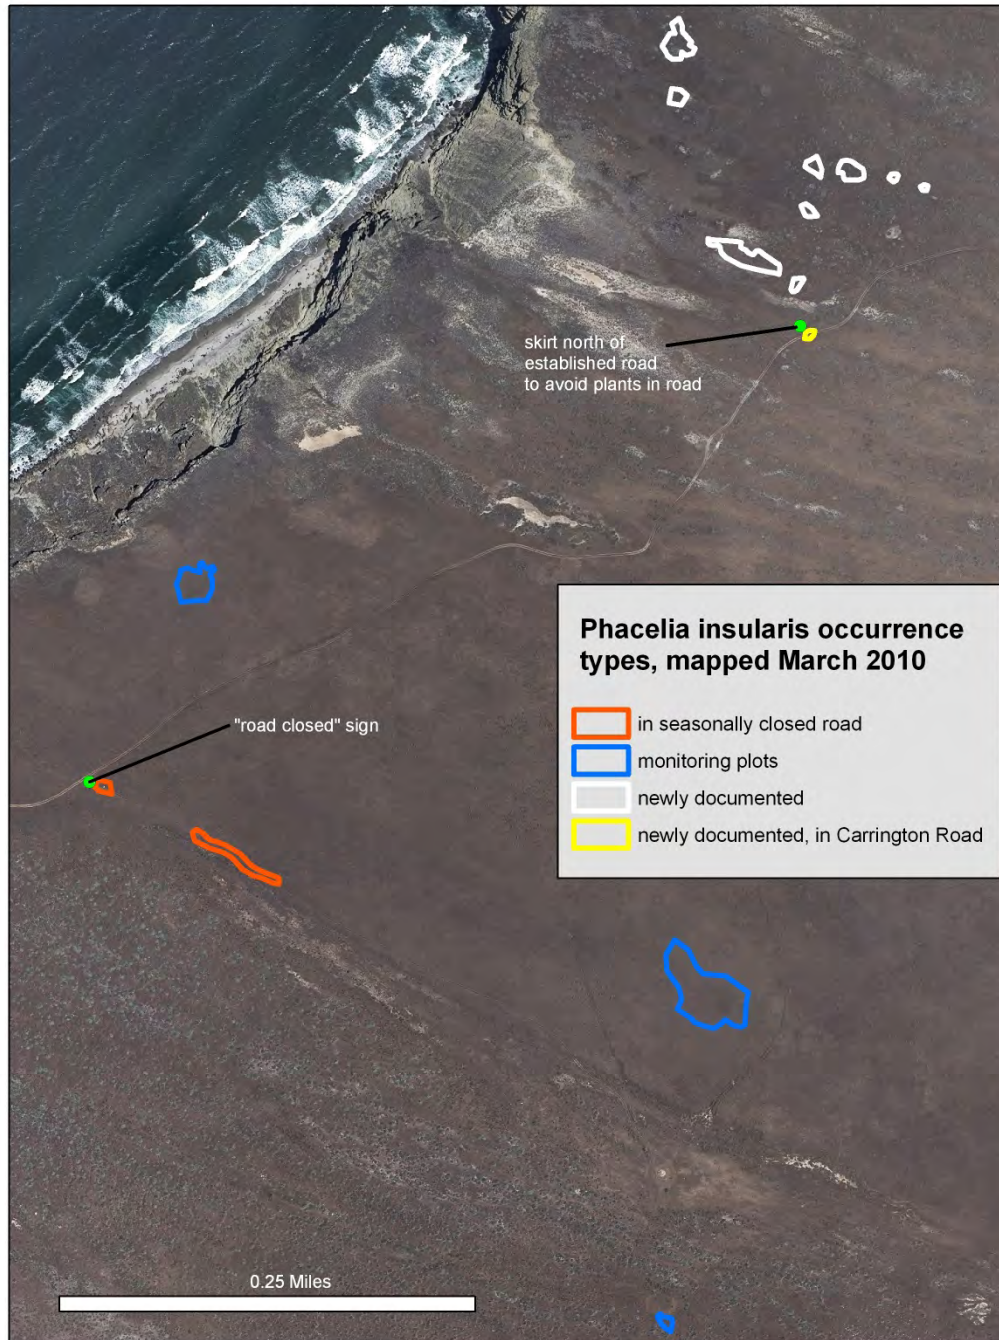 skirt north of
established road
to avoid plants in road
Phacelia insularis occurrence
types, mapped March 2010
in seasonally closed road
monitoring plots
newly documented
newly documented, in Carrington Road
"road closed" sign
0.25 Miles